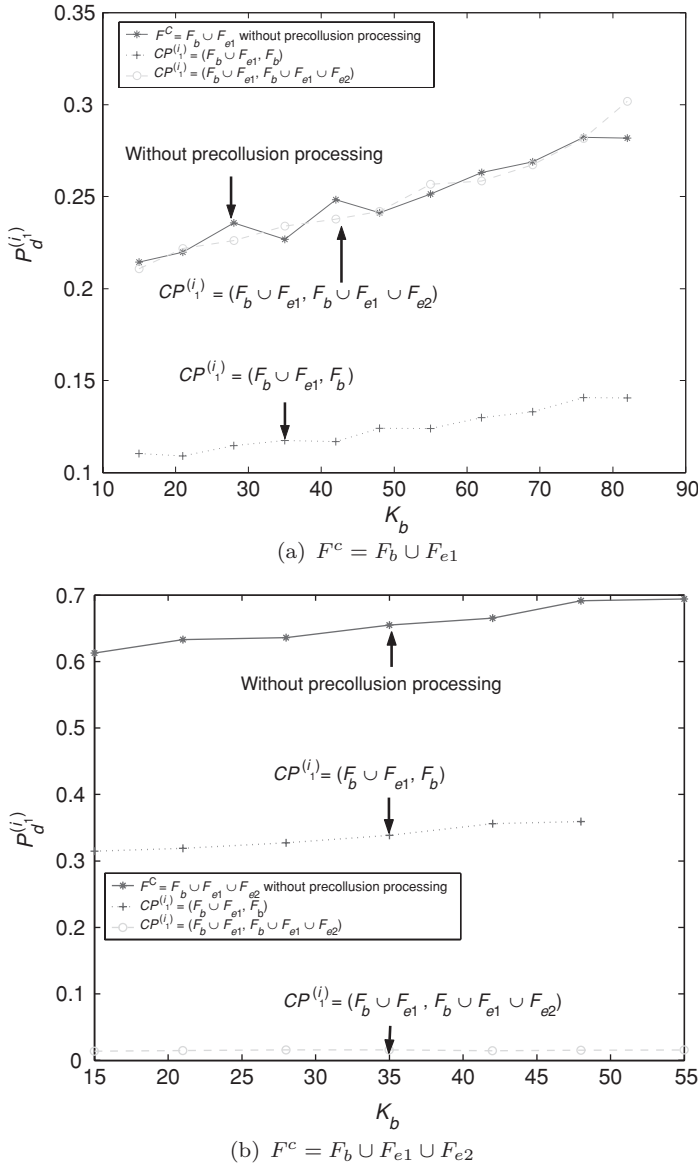 0.35
F^C = F_b ∪ F_e1 without precollusion processing
CP^(i_1) = (F_b ∪ F_e1, F_b)
CP^(i_1) = (F_b ∪ F_e1, F_b ∪ F_e1 ∪ F_e2)
0.3
Without precollusion processing
0.25
P_d^(i_1)
0.2
CP^(i_1) = (F_b ∪ F_e1, F_b ∪ F_e1 ∪ F_e2)
CP^(i_1) = (F_b ∪ F_e1, F_b)
0.15
0.1
10 20 30 40 50 60 70 80 90
K_b
(a) F^c = F_b ∪ F_e1
0.7
0.6
Without precollusion processing
0.5
CP^(i_1) = (F_b ∪ F_e1, F_b)
0.4
P_d^(i_1)
0.3
F^C = F_b ∪ F_e1 ∪ F_e2 without precollusion processing
CP^(i_1) = (F_b ∪ F_e1, F_b)
CP^(i_1) = (F_b ∪ F_e1, F_b ∪ F_e1 ∪ F_e2)
0.2
0.1
CP^(i_1) = (F_b ∪ F_e1 , F_b ∪ F_e1 ∪ F_e2)
0
15 20 25 30 35 40 45 50 55
K_b
(b) F^c = F_b ∪ F_e1 ∪ F_e2